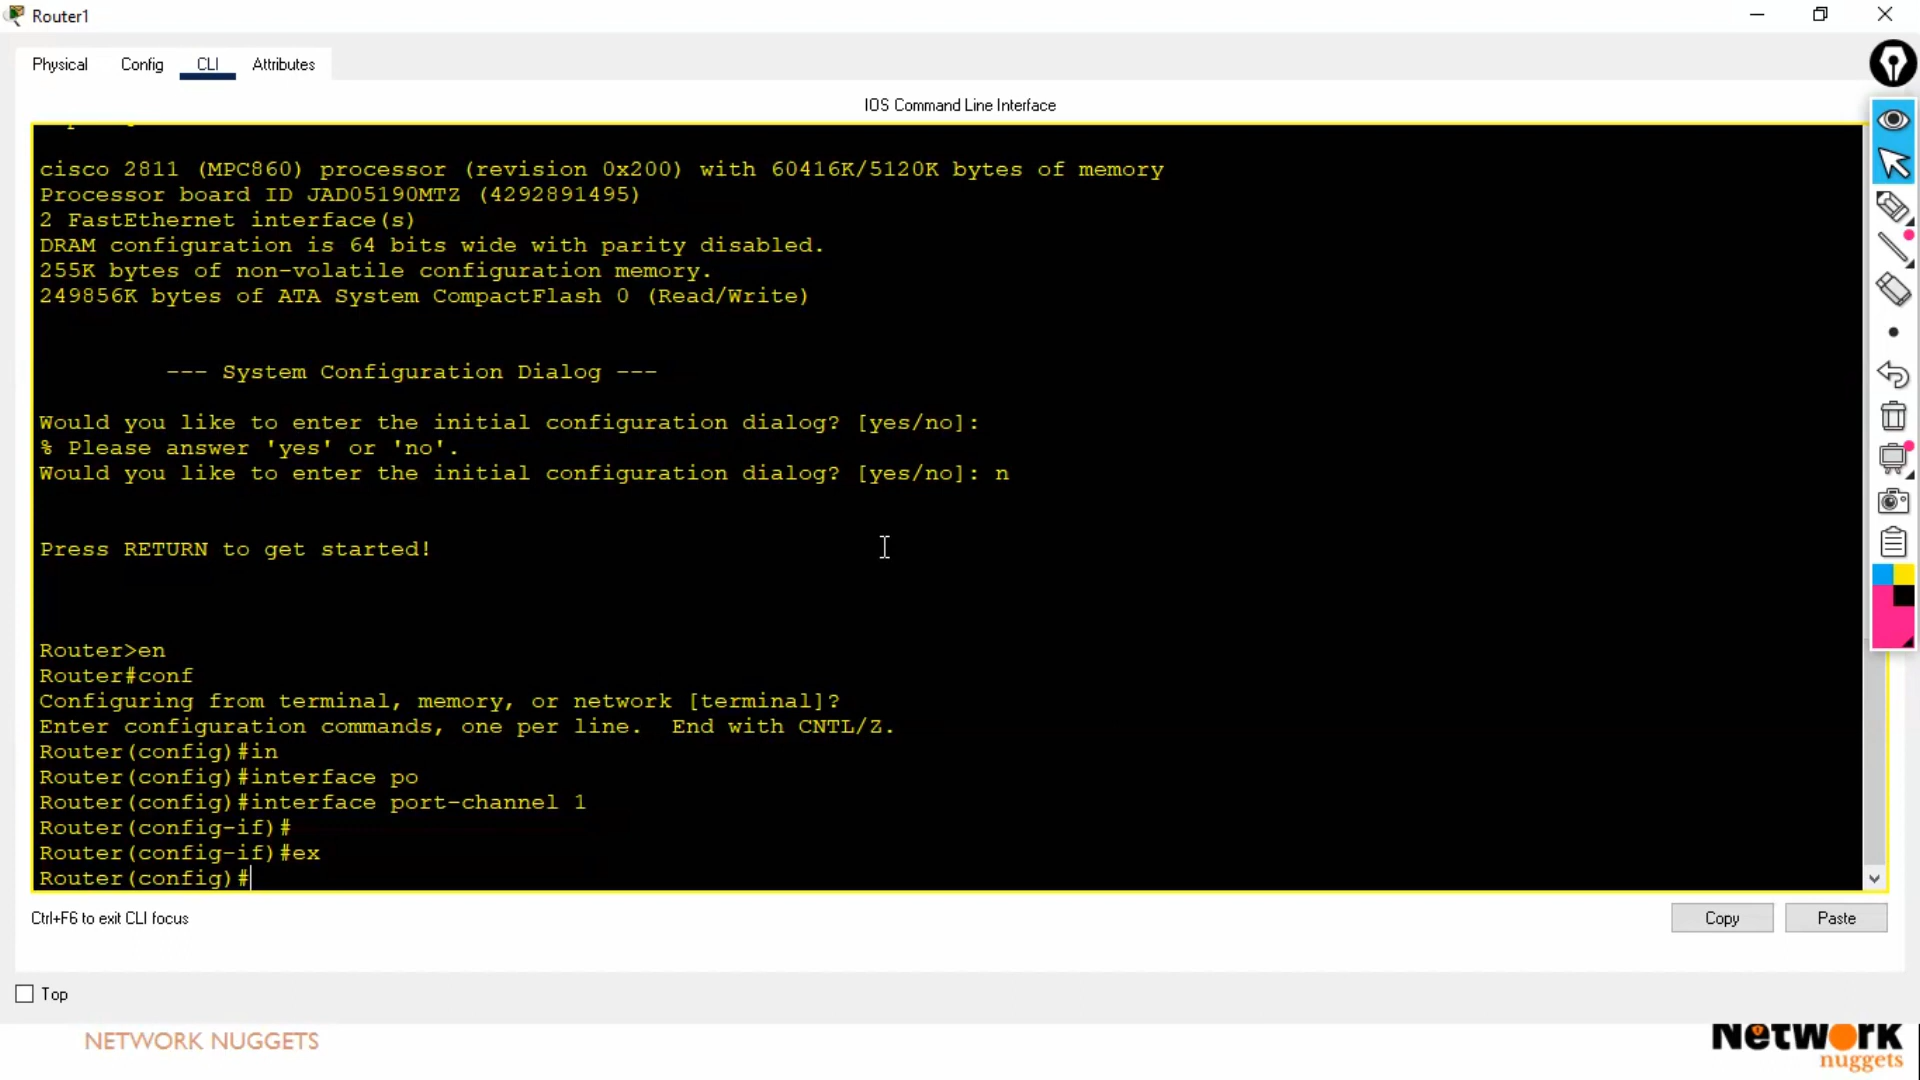 Router1
Physical Config CLI Attributes
IOS Command Line Interface
cisco 2811 (MPC860) processor (revision 0x200) with 60416K/5120K bytes of memory
Processor board ID JAD05190MTZ (4292891495)
2 FastEthernet interface(s)
DRAM configuration is 64 bits wide with parity disabled.
255K bytes of non-volatile configuration memory.
249856K bytes of ATA System CompactFlash 0 (Read/Write)
--- System Configuration Dialog ---
Would you like to enter the initial configuration dialog? [yes/no]:
% Please answer 'yes' or 'no'.
Would you like to enter the initial configuration dialog? [yes/no]: n
Press RETURN to get started!
Router>en
Router#conf
Configuring from terminal, memory, or network [terminal]?
Enter configuration commands, one per line.  End with CNTL/Z.
Router(config)#in
Router(config)#interface po
Router(config)#interface port-channel 1
Router(config-if)#
Router(config-if)#ex
Router(config)#
Ctrl+F6 to exit CLI focus
Copy Paste
Top
NETWORK NUGGETS
NetwOrk
nuggets